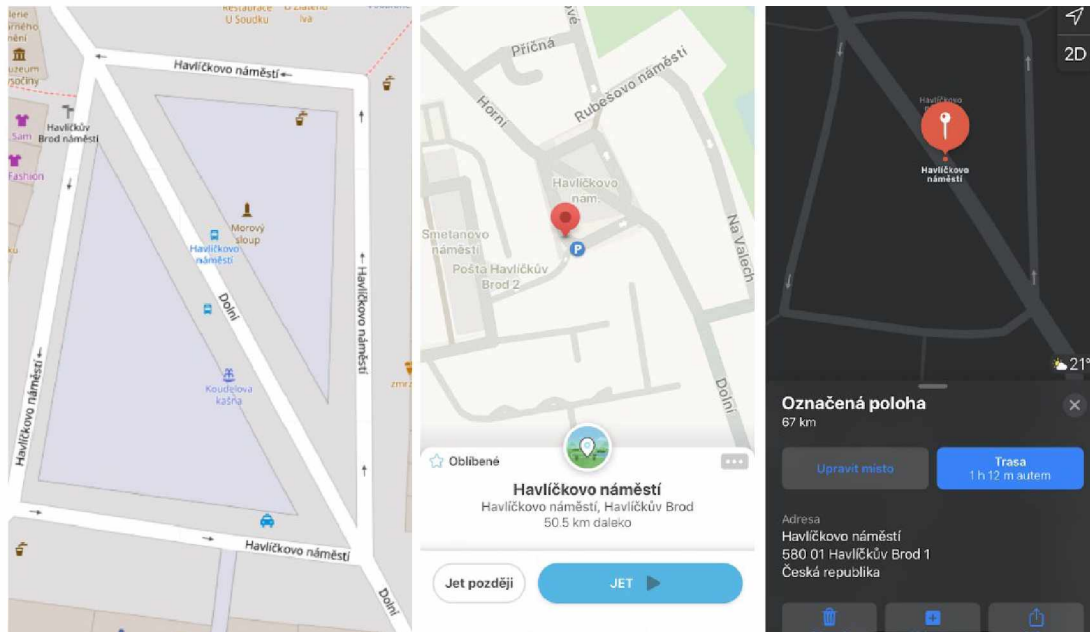 Restaurace
U Soudku
U Zlatého
lva
Havlíčkovo náměstí
Havlíčkův
Brod náměstí
Sam
Fashion
Morový
sloup
Havlíčkovo
náměstí
Dolní
Havlíčkovo náměstí
Koudelova
kašna
Havlíčkovo náměstí
Havlíčkovo náměstí
Dolní
Příčná
Horní
Rubešovo náměstí
Havlíčkovo
nám.
Smetanovo
náměstí
P
Na Valech
Pošta Havlíčkův
Brod 2
Dolní
Oblíbené
Havlíčkovo náměstí
Havlíčkovo náměstí, Havlíčkův Brod
50.5 km daleko
Jet později
JET
2D
Havlíčkovo
náměstí
21°
Označená poloha
67 km
Upravit místo
Trasa
1 h 12 m autem
Adresa
Havlíčkovo náměstí
580 01 Havlíčkův Brod 1
Česká republika